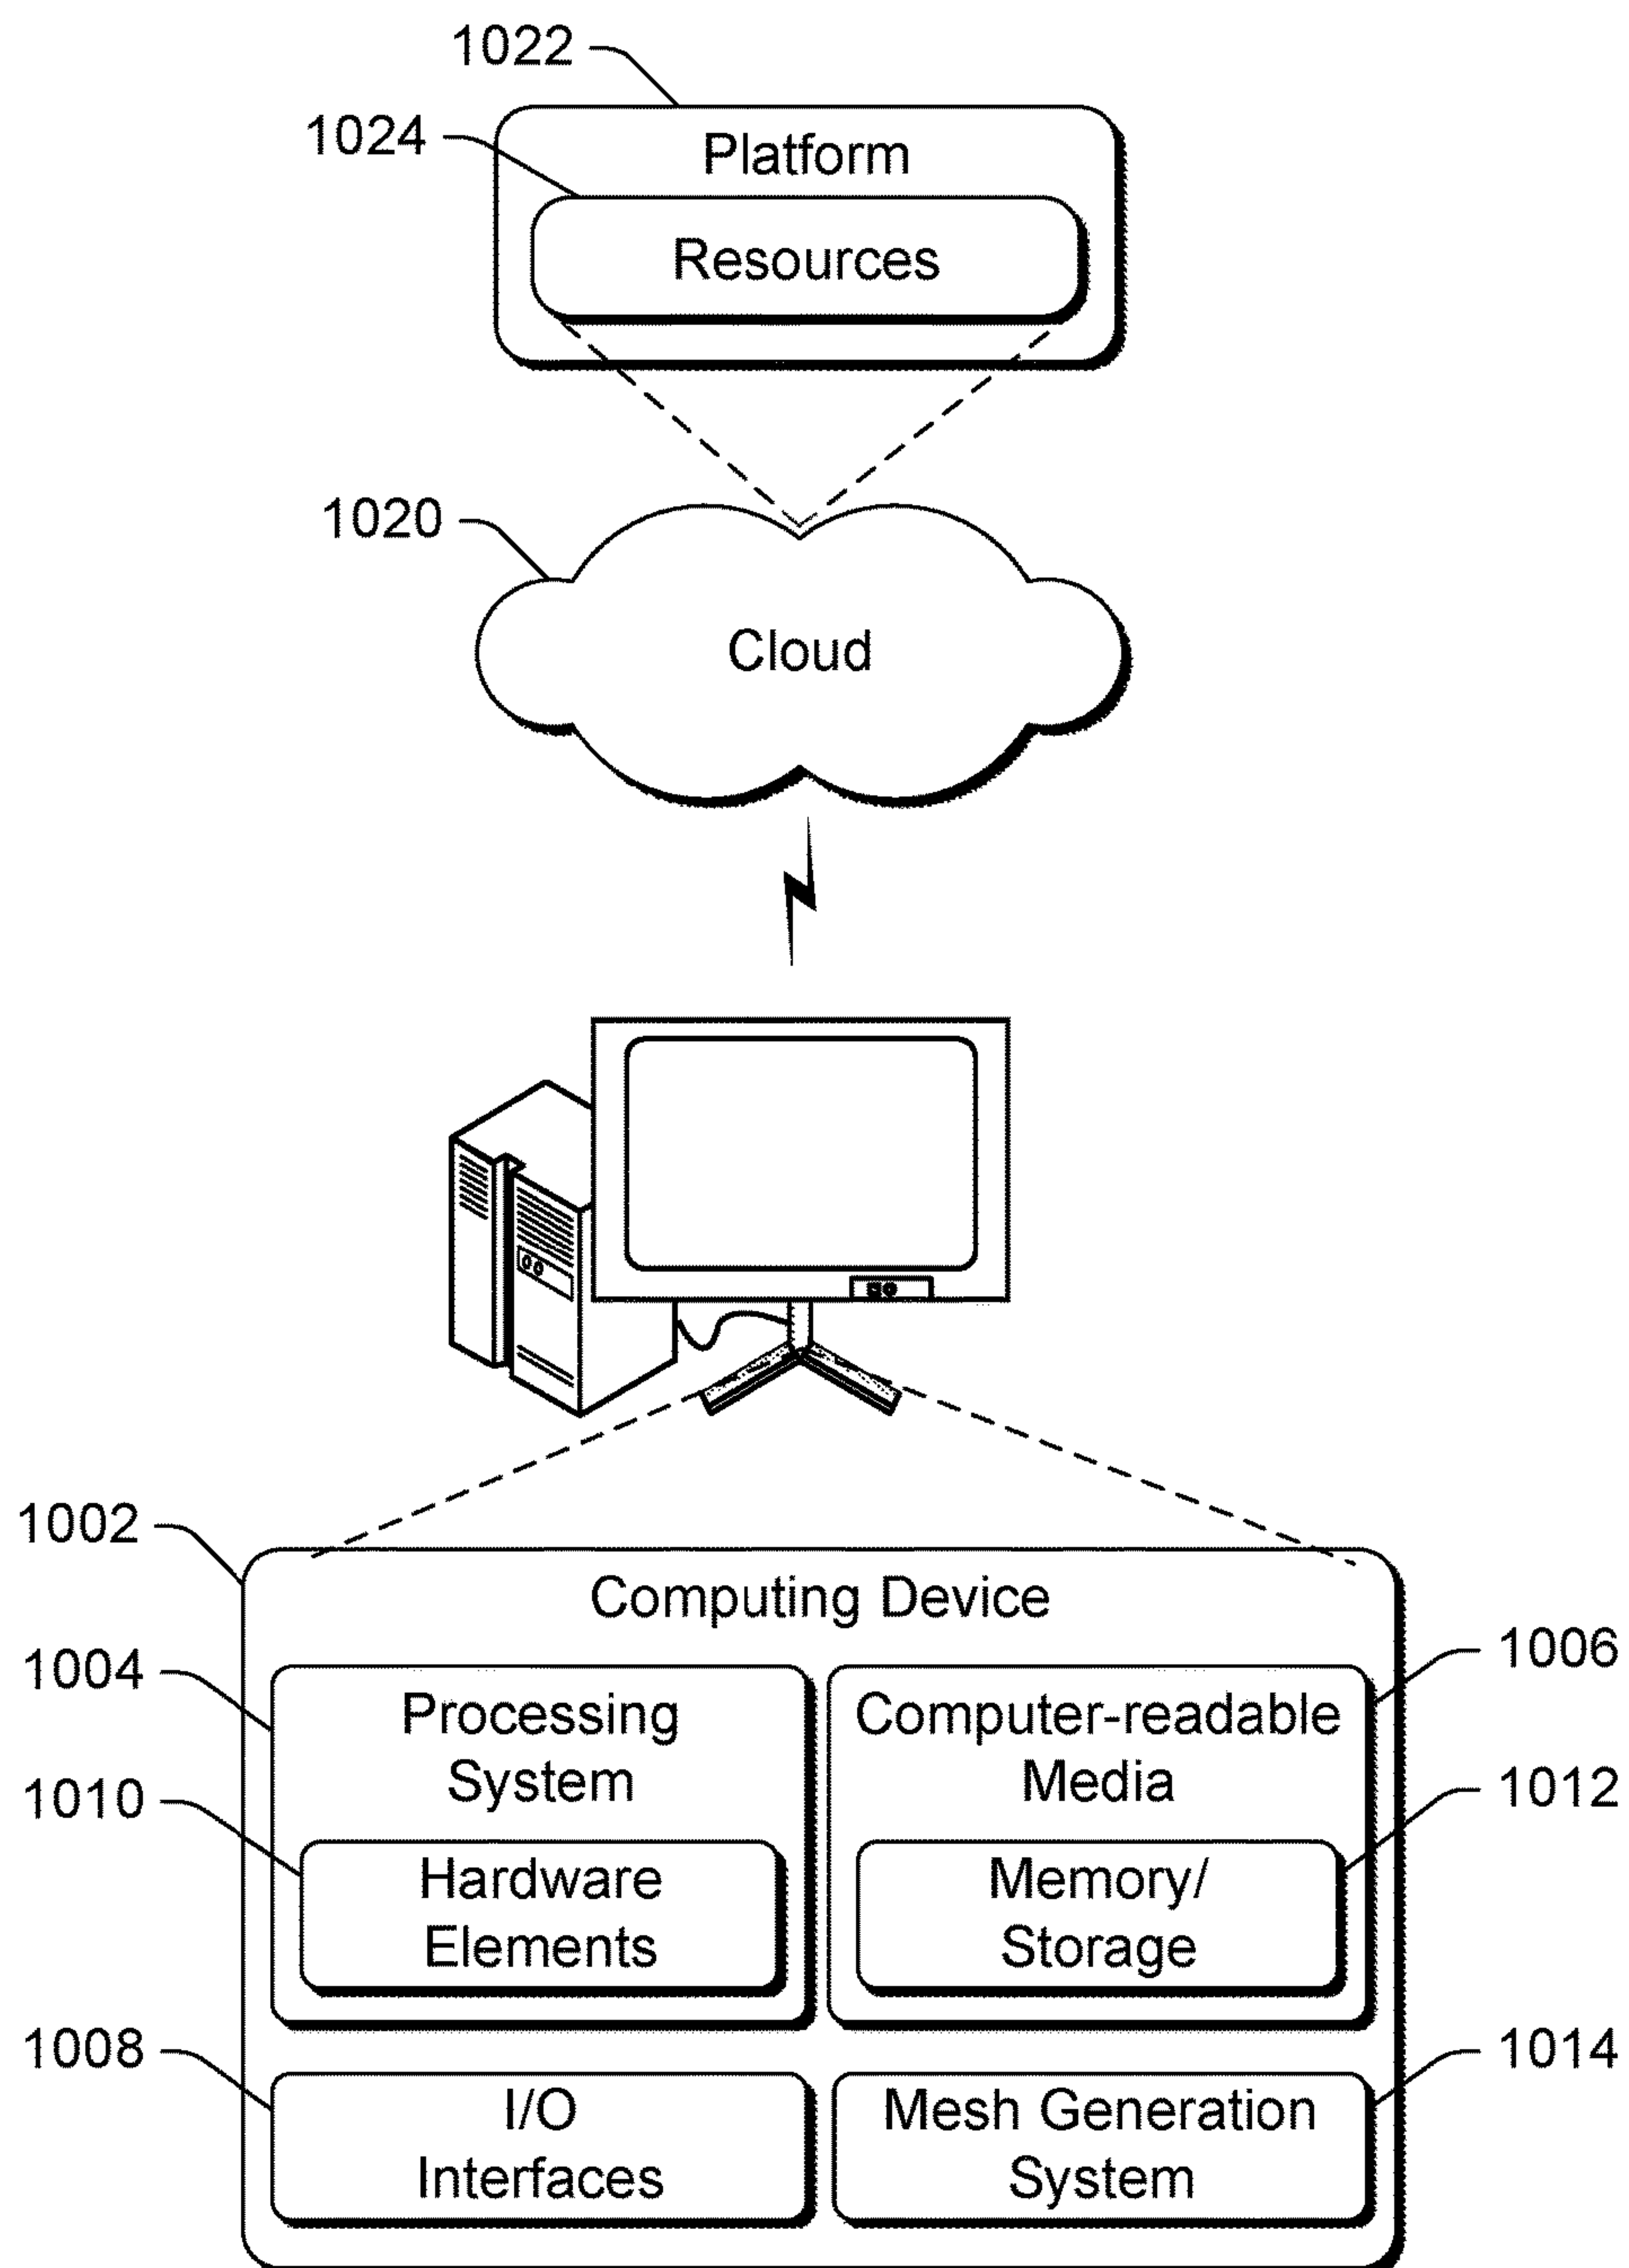 1022
1024
Platform
Resources
1020
Cloud
1002
Computing Device
1004
1006
Processing
System
Computer-readable
Media
1010
1012
Hardware
Elements
Memory/
Storage
1008
1014
I/O
Interfaces
Mesh Generation
System